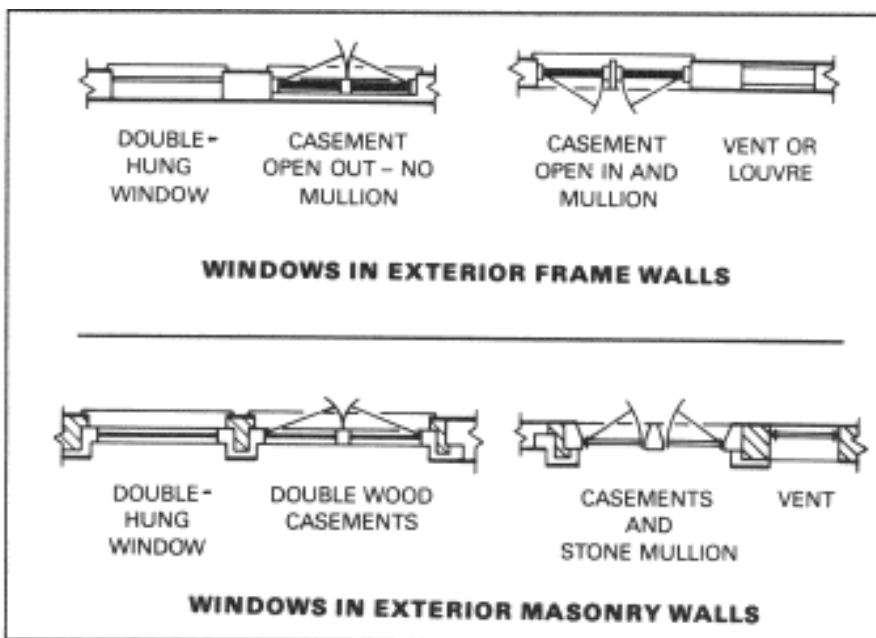 DOUBLE-
HUNG
WINDOW
CASEMENT
OPEN OUT – NO
MULLION
CASEMENT
OPEN IN AND
MULLION
VENT OR
LOUVRE
WINDOWS IN EXTERIOR FRAME WALLS
DOUBLE-
HUNG
WINDOW
DOUBLE WOOD
CASEMENTS
CASEMENTS
AND
STONE MULLION
VENT
WINDOWS IN EXTERIOR MASONRY WALLS